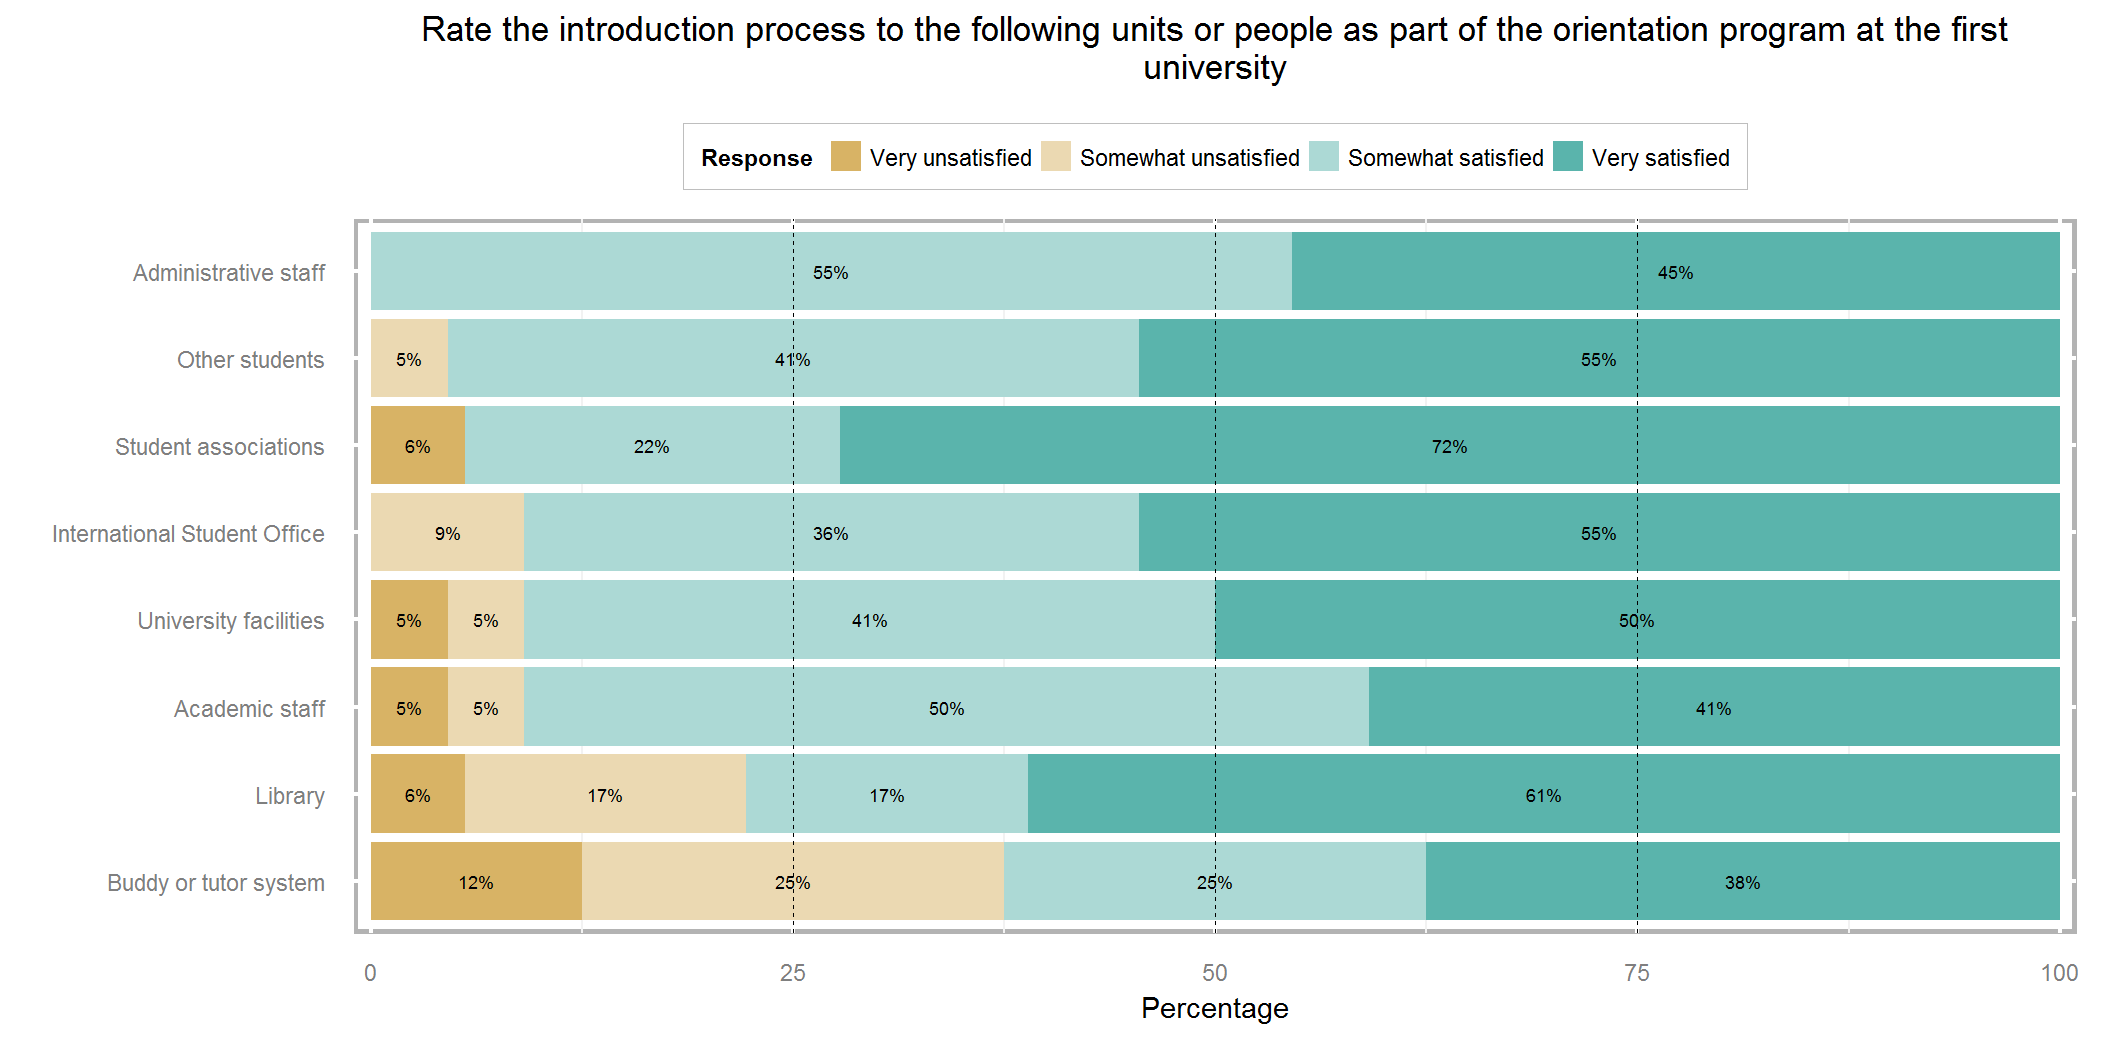 Rate the introduction process to the following units or people as part of the orientation program at the first
university
Response Very unsatisfied Somewhat unsatisfied Somewhat satisfied Very satisfied
Administrative staff 55% 45%
Other students 5% 41% 55%
Student associations 6% 22% 72%
International Student Office 9% 36% 55%
University facilities 5% 5% 41% 50%
Academic staff 5% 5% 50% 41%
Library 6% 17% 17% 61%
Buddy or tutor system 12% 25% 25% 38%
0 25 50 75 100
Percentage